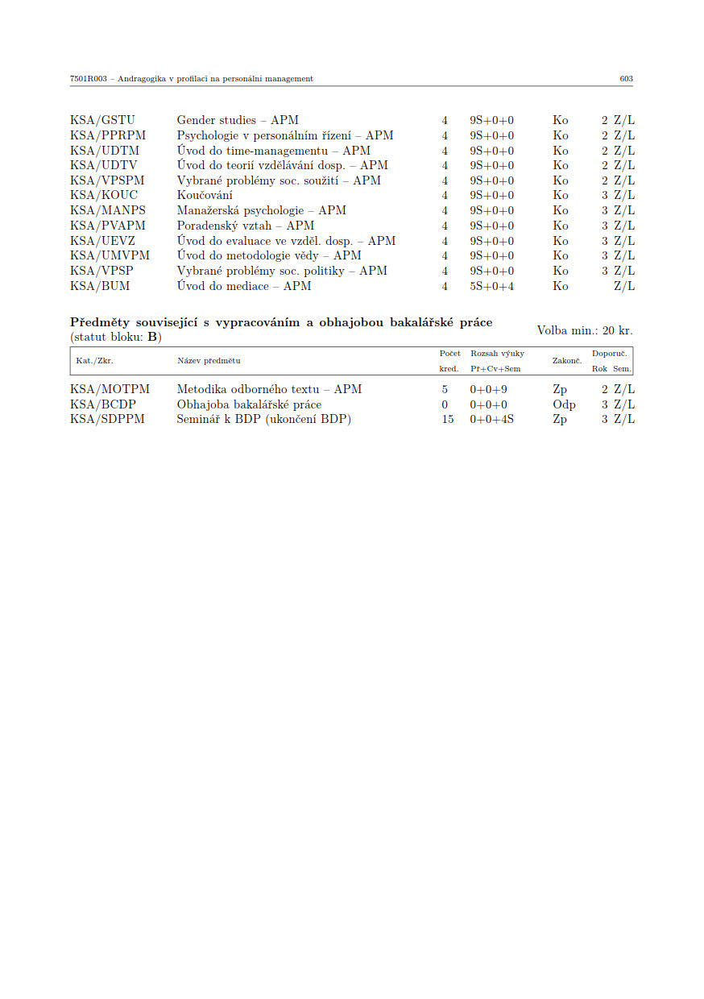 7501R003 – Andragogika v profilaci na personální management 603
KSA/GSTU Gender studies – APM 4 9S+0+0 Ko 2 Z/L
KSA/PPRPM Psychologie v personálním řízení – APM 4 9S+0+0 Ko 2 Z/L
KSA/UDTM Úvod do time-managementu – APM 4 9S+0+0 Ko 2 Z/L
KSA/UDTV Úvod do teorií vzdělávání dosp. – APM 4 9S+0+0 Ko 2 Z/L
KSA/VPSPM Vybrané problémy soc. soužití – APM 4 9S+0+0 Ko 2 Z/L
KSA/KOUC Koučování 4 9S+0+0 Ko 3 Z/L
KSA/MANPS Manažerská psychologie – APM 4 9S+0+0 Ko 3 Z/L
KSA/PVAPM Poradenský vztah – APM 4 9S+0+0 Ko 3 Z/L
KSA/UEVZ Úvod do evaluace ve vzděl. dosp. – APM 4 9S+0+0 Ko 3 Z/L
KSA/UMVPM Úvod do metodologie vědy – APM 4 9S+0+0 Ko 3 Z/L
KSA/VPSP Vybrané problémy soc. politiky – APM 4 9S+0+0 Ko 3 Z/L
KSA/BUM Úvod do mediace – APM 4 5S+0+4 Ko Z/L
Předměty související s vypracováním a obhajobou bakalářské práce
(statut bloku: B) Volba min.: 20 kr.
Kat./Zkr. Název předmětu Počet Rozsah výuky Zakonč. Doporuč.
kred. Př+Cv+Sem Rok Sem.
KSA/MOTPM Metodika odborného textu – APM 5 0+0+9 Zp 2 Z/L
KSA/BCDP Obhajoba bakalářské práce 0 0+0+0 Odp 3 Z/L
KSA/SDPPM Seminář k BDP (ukončení BDP) 15 0+0+4S Zp 3 Z/L